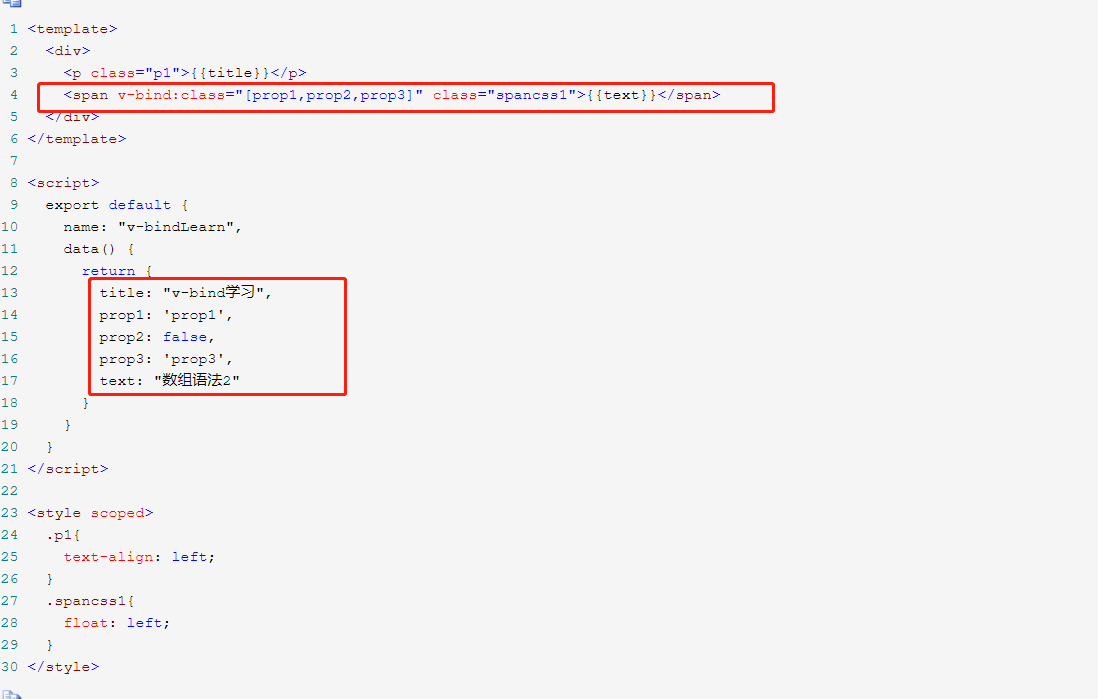 1 <template>
2   <div>
3     <p class="p1">{{title}}</p>
4     <span v-bind:class="[prop1,prop2,prop3]" class="spancss1">{{text}}</span>
5   </div>
6 </template>
7
8 <script>
9   export default {
10     name: "v-bindLearn",
11     data() {
12       return {
13         title: "v-bind学习",
14         prop1: 'prop1',
15         prop2: false,
16         prop3: 'prop3',
17         text: "数组语法2"
18       }
19     }
20   }
21 </script>
22
23 <style scoped>
24   .p1{
25     text-align: left;
26   }
27   .spancss1{
28     float: left;
29   }
30 </style>